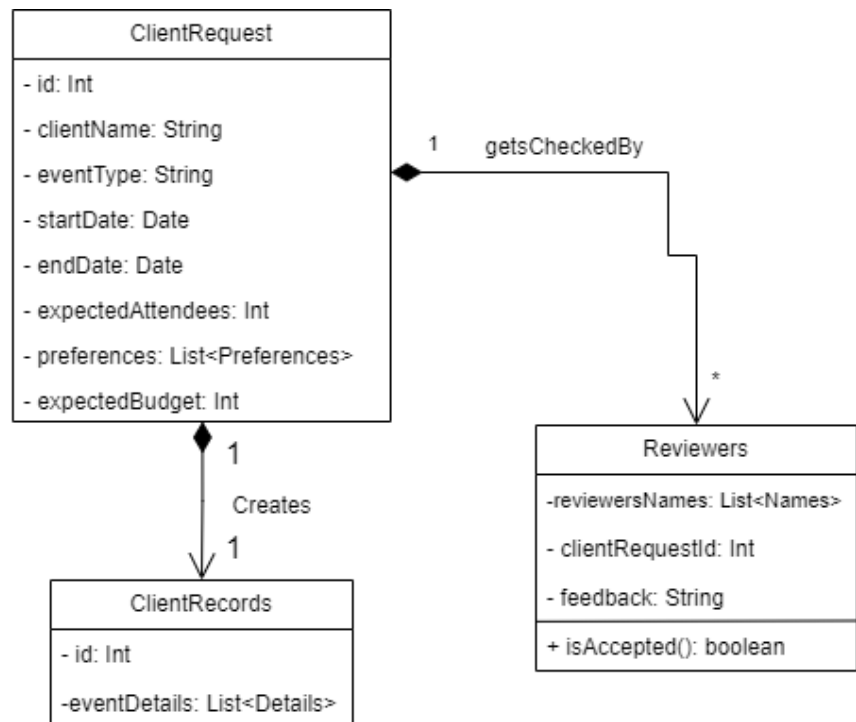 ClientRequest
- id: Int
- clientName: String
- eventType: String
- startDate: Date
- endDate: Date
- expectedAttendees: Int
- preferences: List<Preferences>
- expectedBudget: Int
1
getsCheckedBy
*
1
Creates
1
Reviewers
-reviewersNames: List<Names>
- clientRequestId: Int
- feedback: String
+ isAccepted(): boolean
ClientRecords
- id: Int
-eventDetails: List<Details>